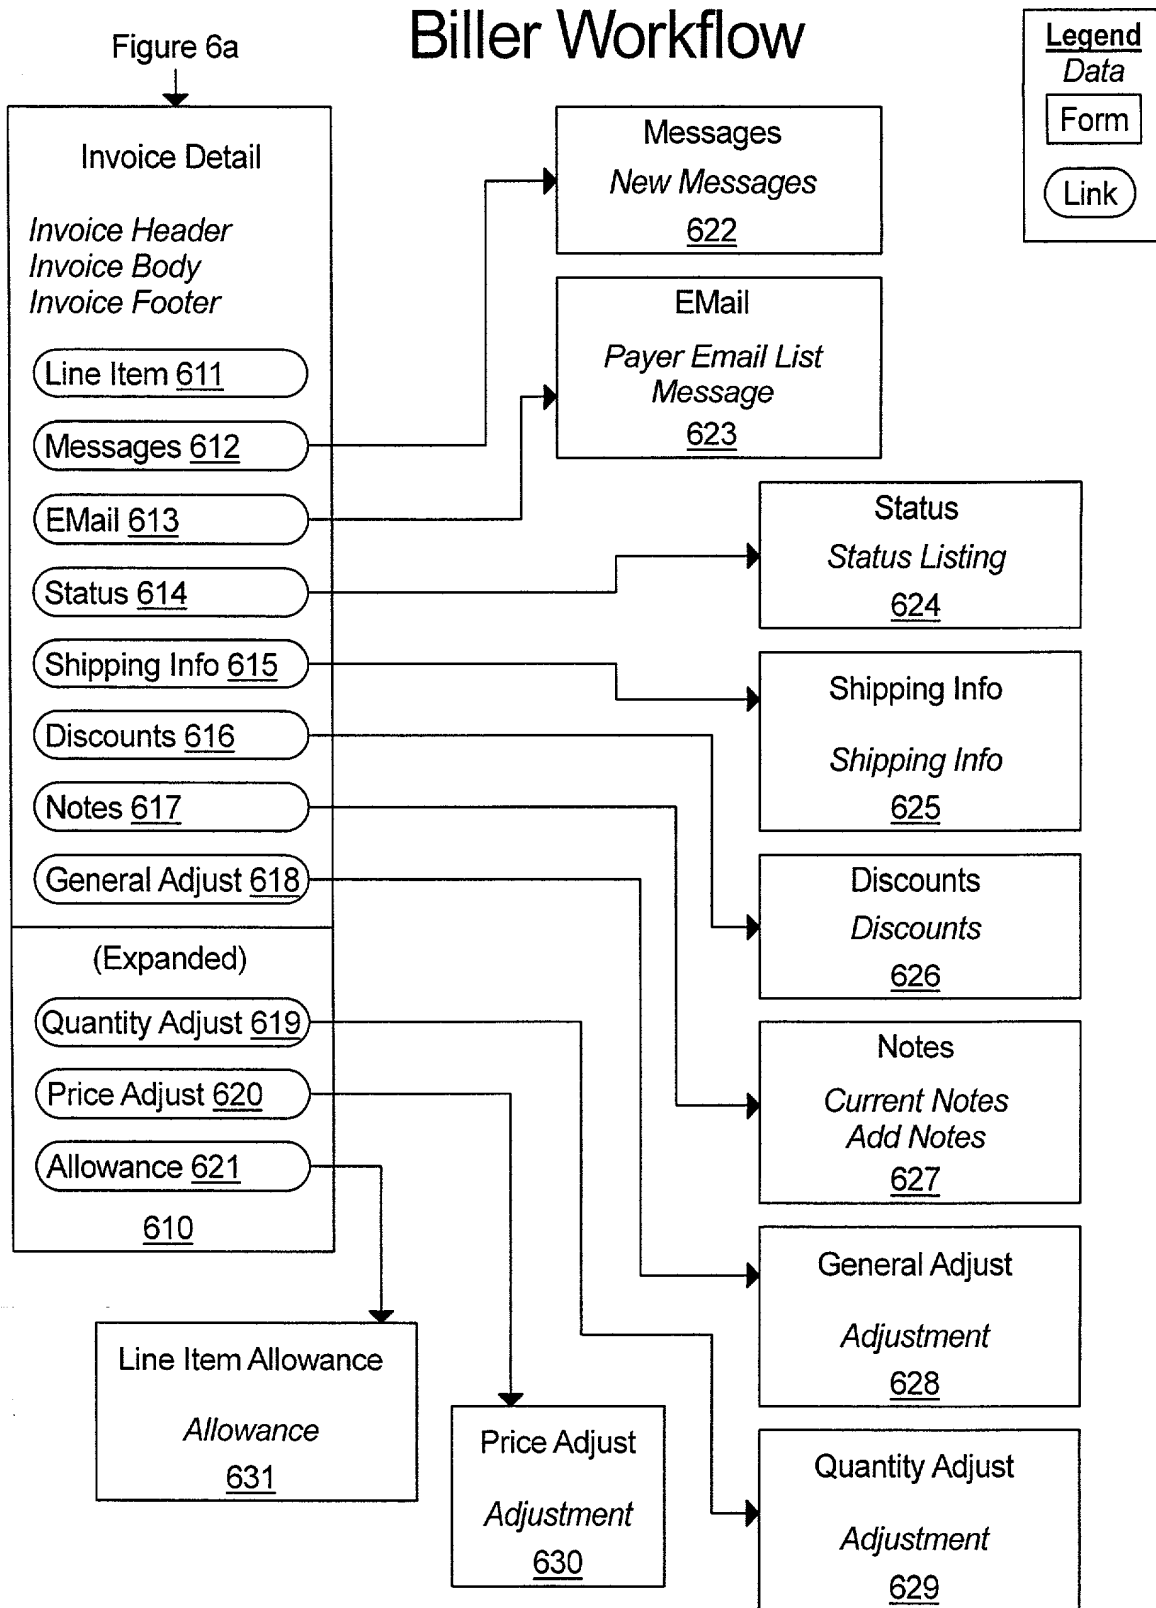 Biller Workflow
Figure 6a
Legend
Data
Form
Link
Invoice Detail
Invoice Header
Invoice Body
Invoice Footer
Line Item 611
Messages 612
EMail 613
Status 614
Shipping Info 615
Discounts 616
Notes 617
General Adjust 618
(Expanded)
Quantity Adjust 619
Price Adjust 620
Allowance 621
610
Messages
New Messages
622
EMail
Payer Email List
Message
623
Status
Status Listing
624
Shipping Info
Shipping Info
625
Discounts
Discounts
626
Notes
Current Notes
Add Notes
627
General Adjust
Adjustment
628
Quantity Adjust
Adjustment
629
Price Adjust
Adjustment
630
Line Item Allowance
Allowance
631